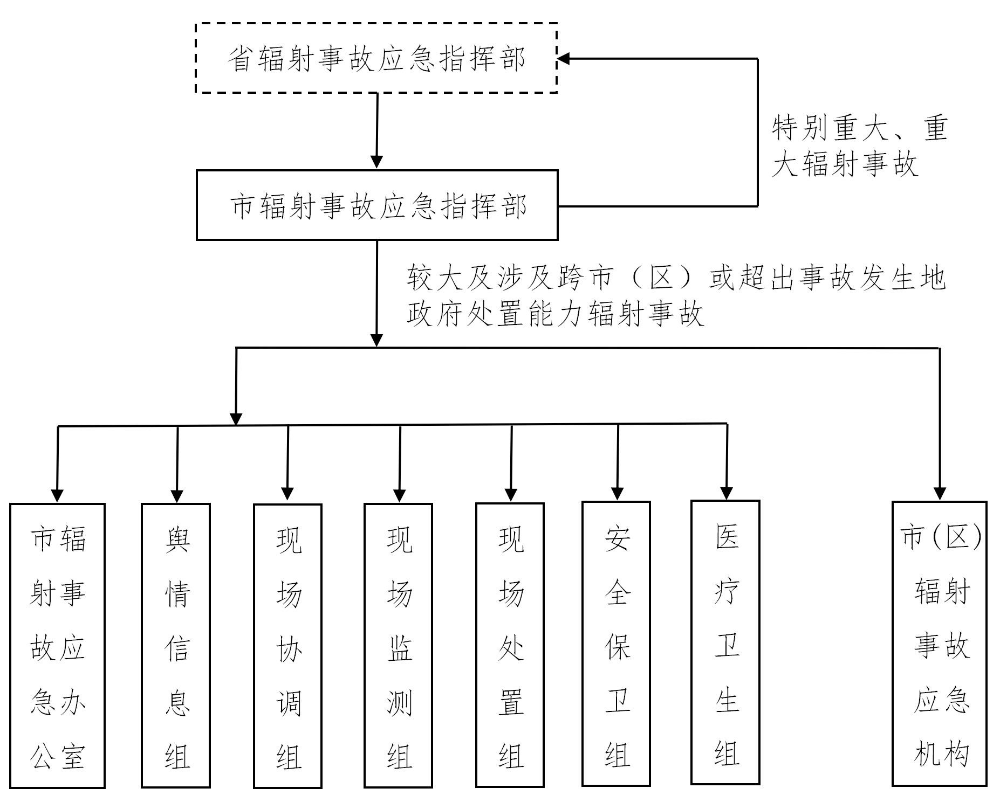 省辐射事故应急指挥部
特别重大、重
大辐射事故
市辐射事故应急指挥部
较大及涉及跨市（区）或超出事故发生地
政府处置能力辐射事故
市辐
射事
故应
急办
公室
舆
情
信
息
组
现
场
协
调
组
现
场
监
测
组
现
场
处
置
组
安
全
保
卫
组
医
疗
卫
生
组
市(区)
辐射
事故
应急
机构